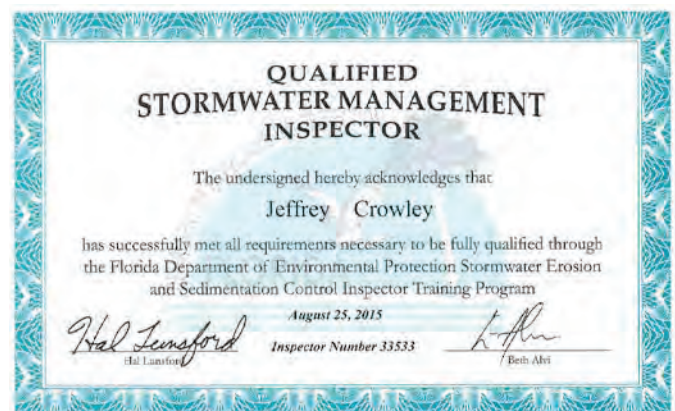 QUALIFIED
STORMWATER MANAGEMENT
INSPECTOR
The undersigned hereby acknowledges that
Jeffrey Crowley
has successfully met all requirements necessary to be fully qualified through
the Florida Department of Environmental Protection Stormwater Erosion
and Sedimentation Control Inspector Training Program
August 25, 2015
Hal Lunsford
Inspector Number 33533
Hal Lunsford
Beth Alvi